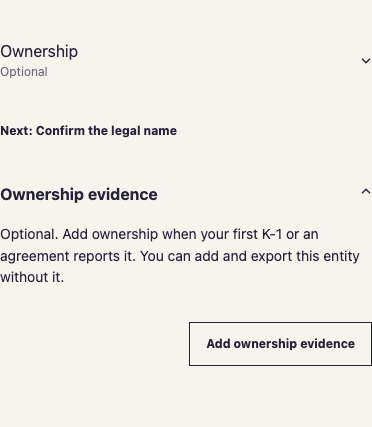 Ownership
Optional
Next: Confirm the legal name
Ownership evidence
Optional. Add ownership when your first K-1 or an
agreement reports it. You can add and export this entity
without it.
Add ownership evidence